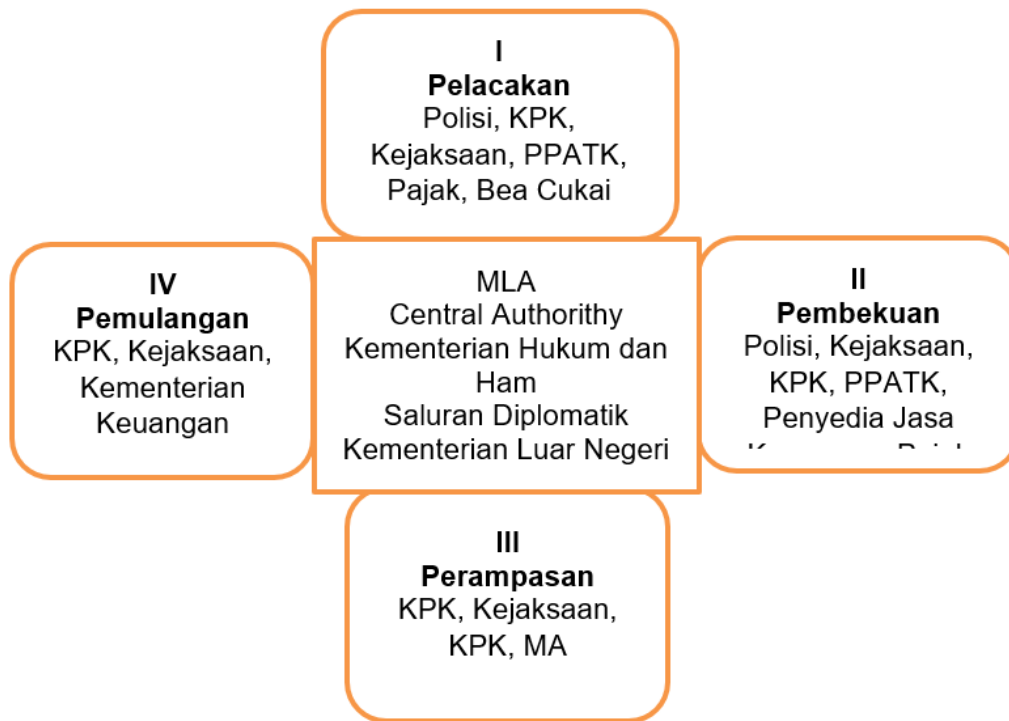 I
Pelacakan
Polisi, KPK,
Kejaksaan, PPATK,
Pajak, Bea Cukai
IV
Pemulangan
KPK, Kejaksaan,
Kementerian
Keuangan
MLA
Central Authorithy
Kementerian Hukum dan
Ham
Saluran Diplomatik
Kementerian Luar Negeri
II
Pembekuan
Polisi, Kejaksaan,
KPK, PPATK,
Penyedia Jasa
III
Perampasan
KPK, Kejaksaan,
KPK, MA